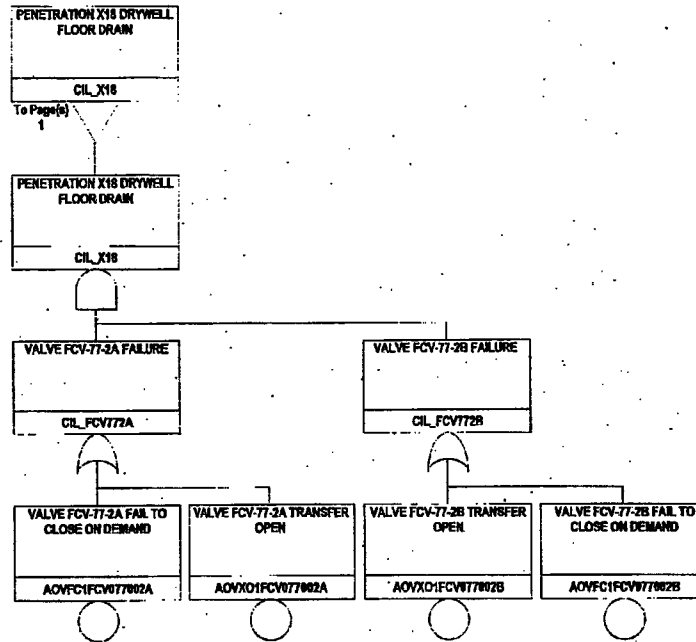 PENETRATION X18 DRYWELL
FLOOR DRAIN
CIL_X18
To Page(s)
1
PENETRATION X18 DRYWELL
FLOOR DRAIN
CIL_X18
VALVE FCV-77-2A FAILURE
VALVE FCV-77-2B FAILURE
CIL_FCV772A
CIL_FCV772B
VALVE FCV-77-2A FAIL TO
CLOSE ON DEMAND
VALVE FCV-77-2A TRANSFER
OPEN
VALVE FCV-77-2B TRANSFER
OPEN
VALVE FCV-77-2B FAIL TO
CLOSE ON DEMAND
AOVFC1FCV077002A
AOVXO1FCV077002A
AOVXO1FCV077002B
AOVFC1FCV077002B